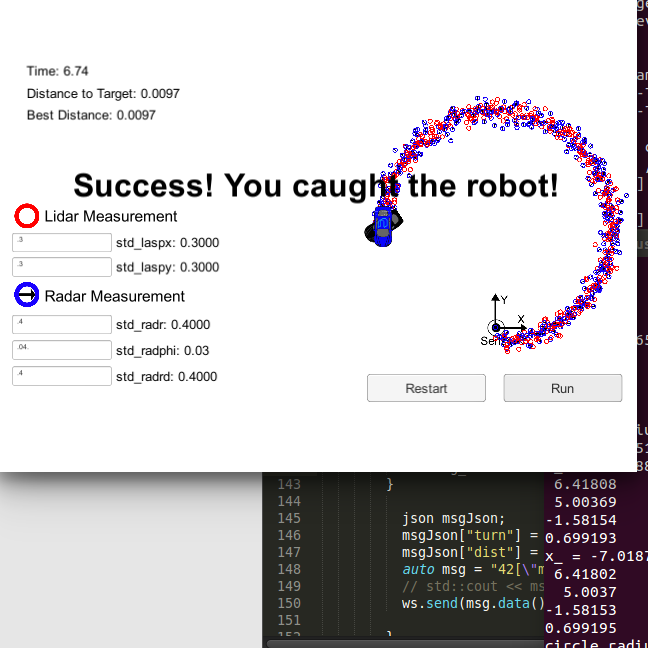 Time: 6.74
Distance to Target: 0.0097
Best Distance: 0.0097
Success! You caught the robot!
Lidar Measurement
.3
std_laspx: 0.3000
.3
std_laspy: 0.3000
Radar Measurement
.4
std_radr: 0.4000
.04.
std_radphi: 0.03
.4
std_radrd: 0.4000
Y
X
Restart
Run
143 }
144
145 json msgJson;
146 msgJson["turn"] =
147 msgJson["dist"] =
148 auto msg = "42[\"m
149 // std::cout << ms
150 ws.send(msg.data()
151
6.41808
5.00369
-1.58154
0.699193
x_ = -7.0187
6.41802
5.0037
-1.58153
0.699195